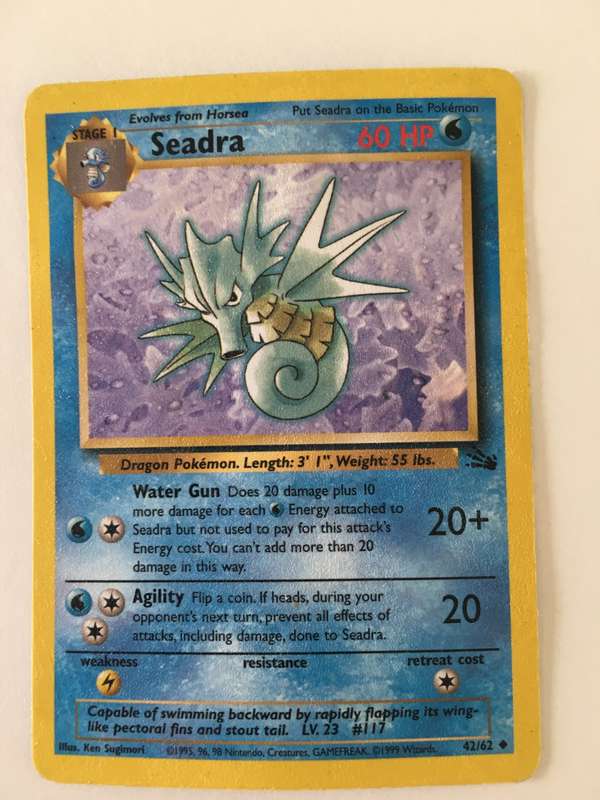 Evolves from Horsea Put Seadra on the Basic Pokémon
STAGE 1 Seadra 60 HP
Dragon Pokémon. Length: 3' 1", Weight: 55 lbs.
Water Gun Does 20 damage plus 10
more damage for each Energy attached to
Seadra but not used to pay for this attack's
Energy cost. You can't add more than 20
damage in this way.
20+
Agility Flip a coin. If heads, during your
opponent's next turn, prevent all effects of
attacks, including damage, done to Seadra.
20
weakness resistance retreat cost
Capable of swimming backward by rapidly flapping its wing-
like pectoral fins and stout tail. LV. 23 #117
Illus. Ken Sugimori ©1995, 96, 98 Nintendo, Creatures, GAMEFREAK. ©1999 Wizards. 42/62